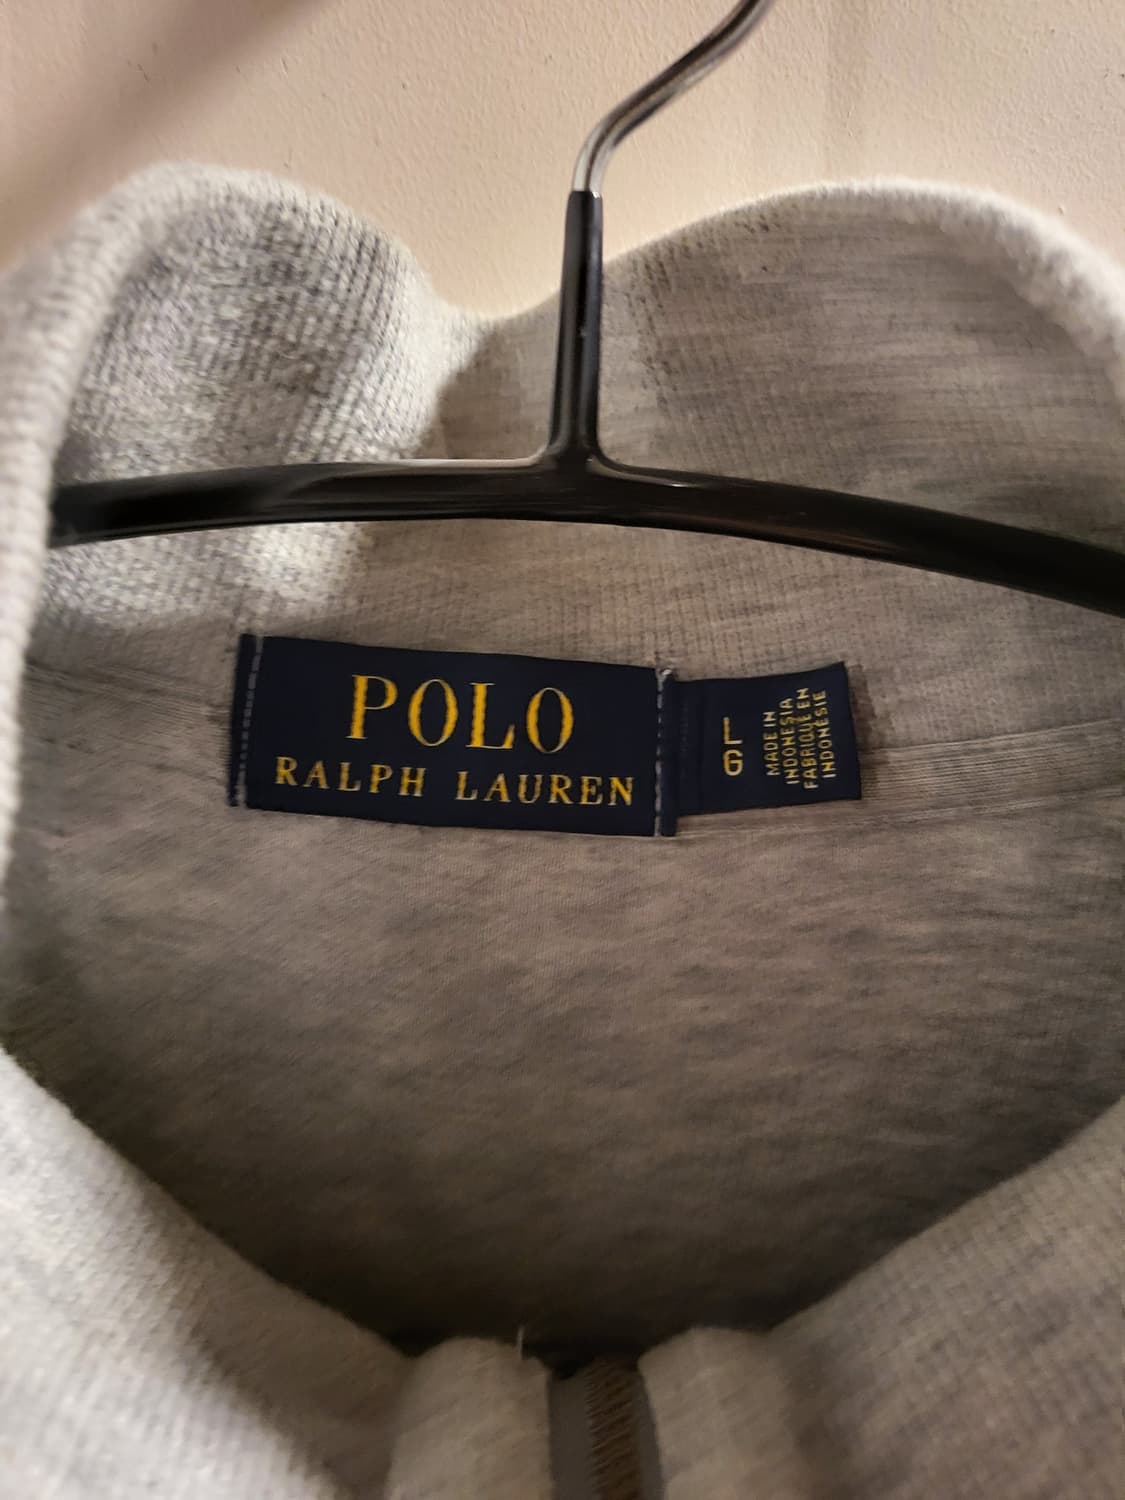 POLO
RALPH LAUREN
L
G
MADE IN
INDONESIA
FABRIQUÉ EN
INDONÉSIE